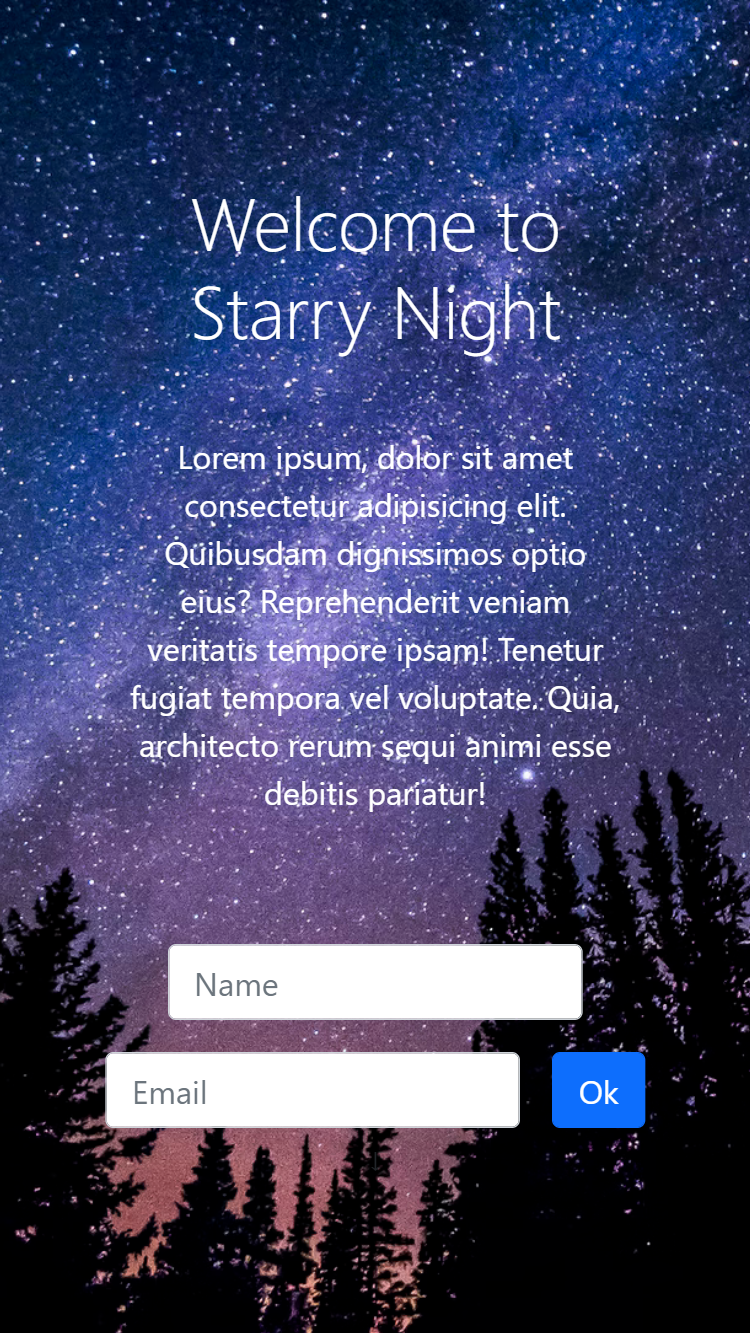 Welcome to
Starry Night
Lorem ipsum, dolor sit amet
consectetur adipisicing elit.
Quibusdam dignissimos optio
eius? Reprehenderit veniam
veritatis tempore ipsam! Tenetur
fugiat tempora vel voluptate. Quia,
architecto rerum sequi animi esse
debitis pariatur!
Name
Email Ok